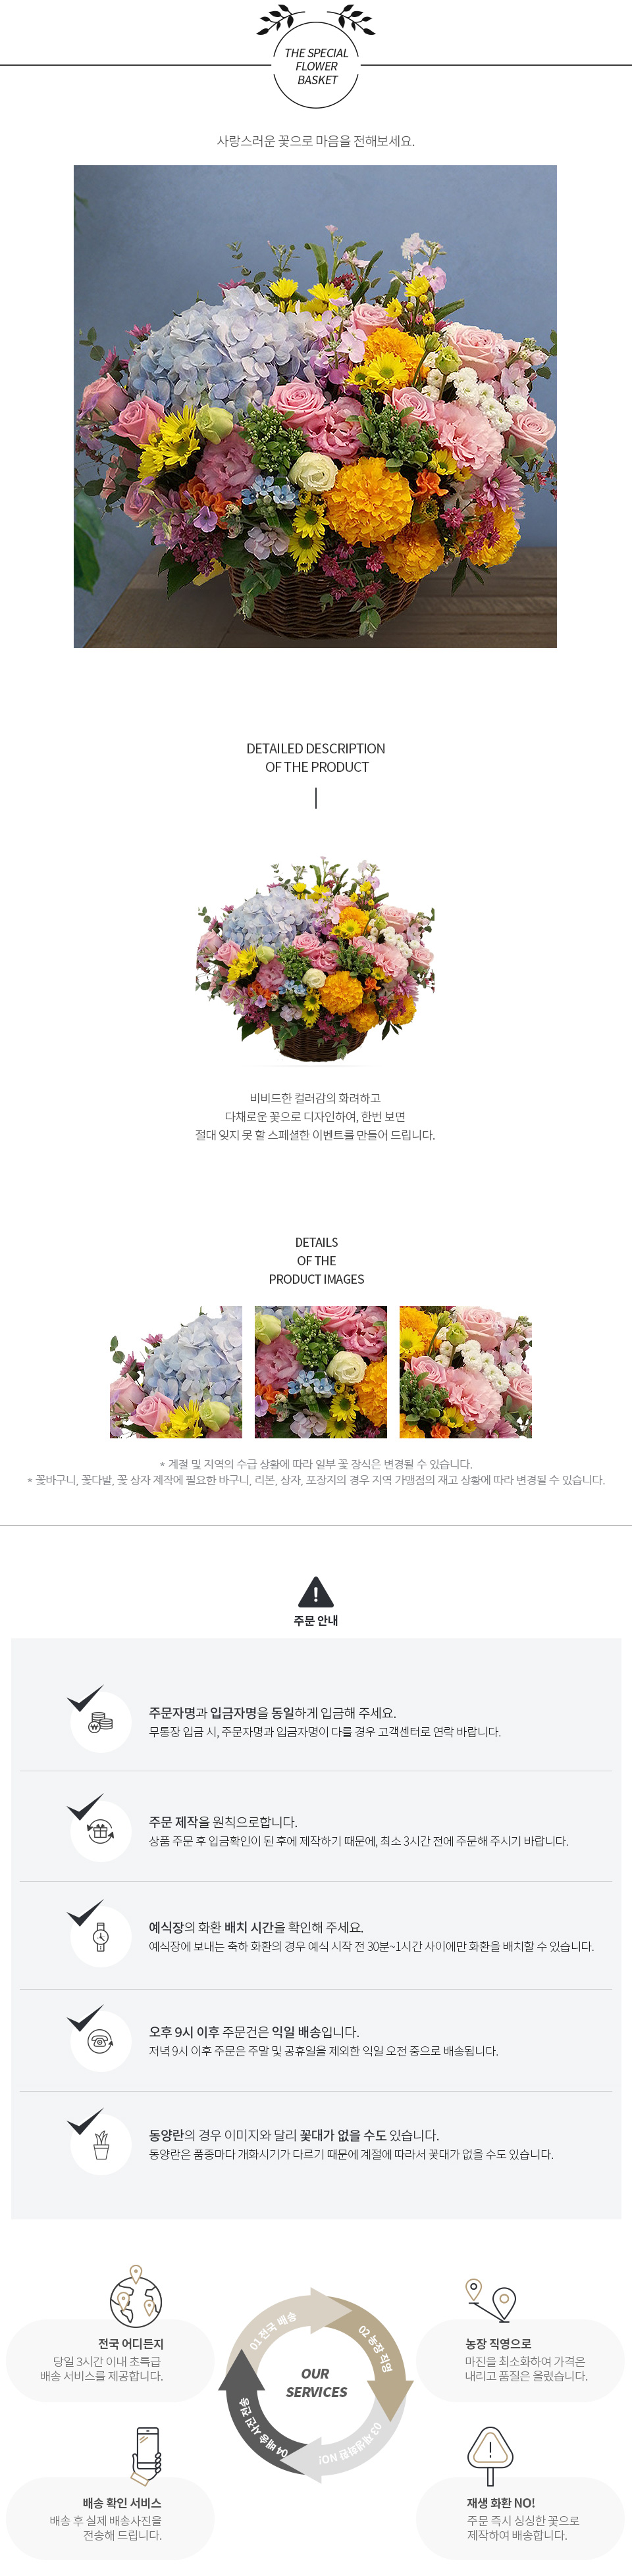 THE SPECIAL
FLOWER
BASKET
사랑스러운 꽃으로 마음을 전해보세요.
DETAILED DESCRIPTION
OF THE PRODUCT
비비드한 컬러감의 화려하고
다채로운 꽃으로 디자인하여, 한번 보면
절대 잊지 못 할 스페셜한 이벤트를 만들어 드립니다.
DETAILS
OF THE
PRODUCT IMAGES
* 계절 및 지역의 수급 상황에 따라 일부 꽃 장식은 변경될 수 있습니다.
* 꽃바구니, 꽃다발, 꽃 상자 제작에 필요한 바구니, 리본, 상자, 포장지의 경우 지역 가맹점의 재고 상황에 따라 변경될 수 있습니다.
주문 안내
주문자명과 입금자명을 동일하게 입금해 주세요.
무통장 입금 시, 주문자명과 입금자명이 다를 경우 고객센터로 연락 바랍니다.
주문 제작을 원칙으로합니다.
상품 주문 후 입금확인이 된 후에 제작하기 때문에, 최소 3시간 전에 주문해 주시기 바랍니다.
예식장의 화환 배치 시간을 확인해 주세요.
예식장에 보내는 축하 화환의 경우 예식 시작 전 30분~1시간 사이에만 화환을 배치할 수 있습니다.
오후 9시 이후 주문건은 익일 배송입니다.
저녁 9시 이후 주문은 주말 및 공휴일을 제외한 익일 오전 중으로 배송됩니다.
동양란의 경우 이미지와 달리 꽃대가 없을 수도 있습니다.
동양란은 품종마다 개화시기가 다르기 때문에 계절에 따라서 꽃대가 없을 수도 있습니다.
전국 어디든지
당일 3시간 이내 초특급
배송 서비스를 제공합니다.
01 전국 배송
02 농장 직영
OUR
SERVICES
03 재생화환 NO!
04 배송사진 전송
농장 직영으로
마진을 최소화하여 가격은
내리고 품질은 올렸습니다.
배송 확인 서비스
배송 후 실제 배송사진을
전송해 드립니다.
재생 화환 NO!
주문 즉시 싱싱한 꽃으로
제작하여 배송합니다.